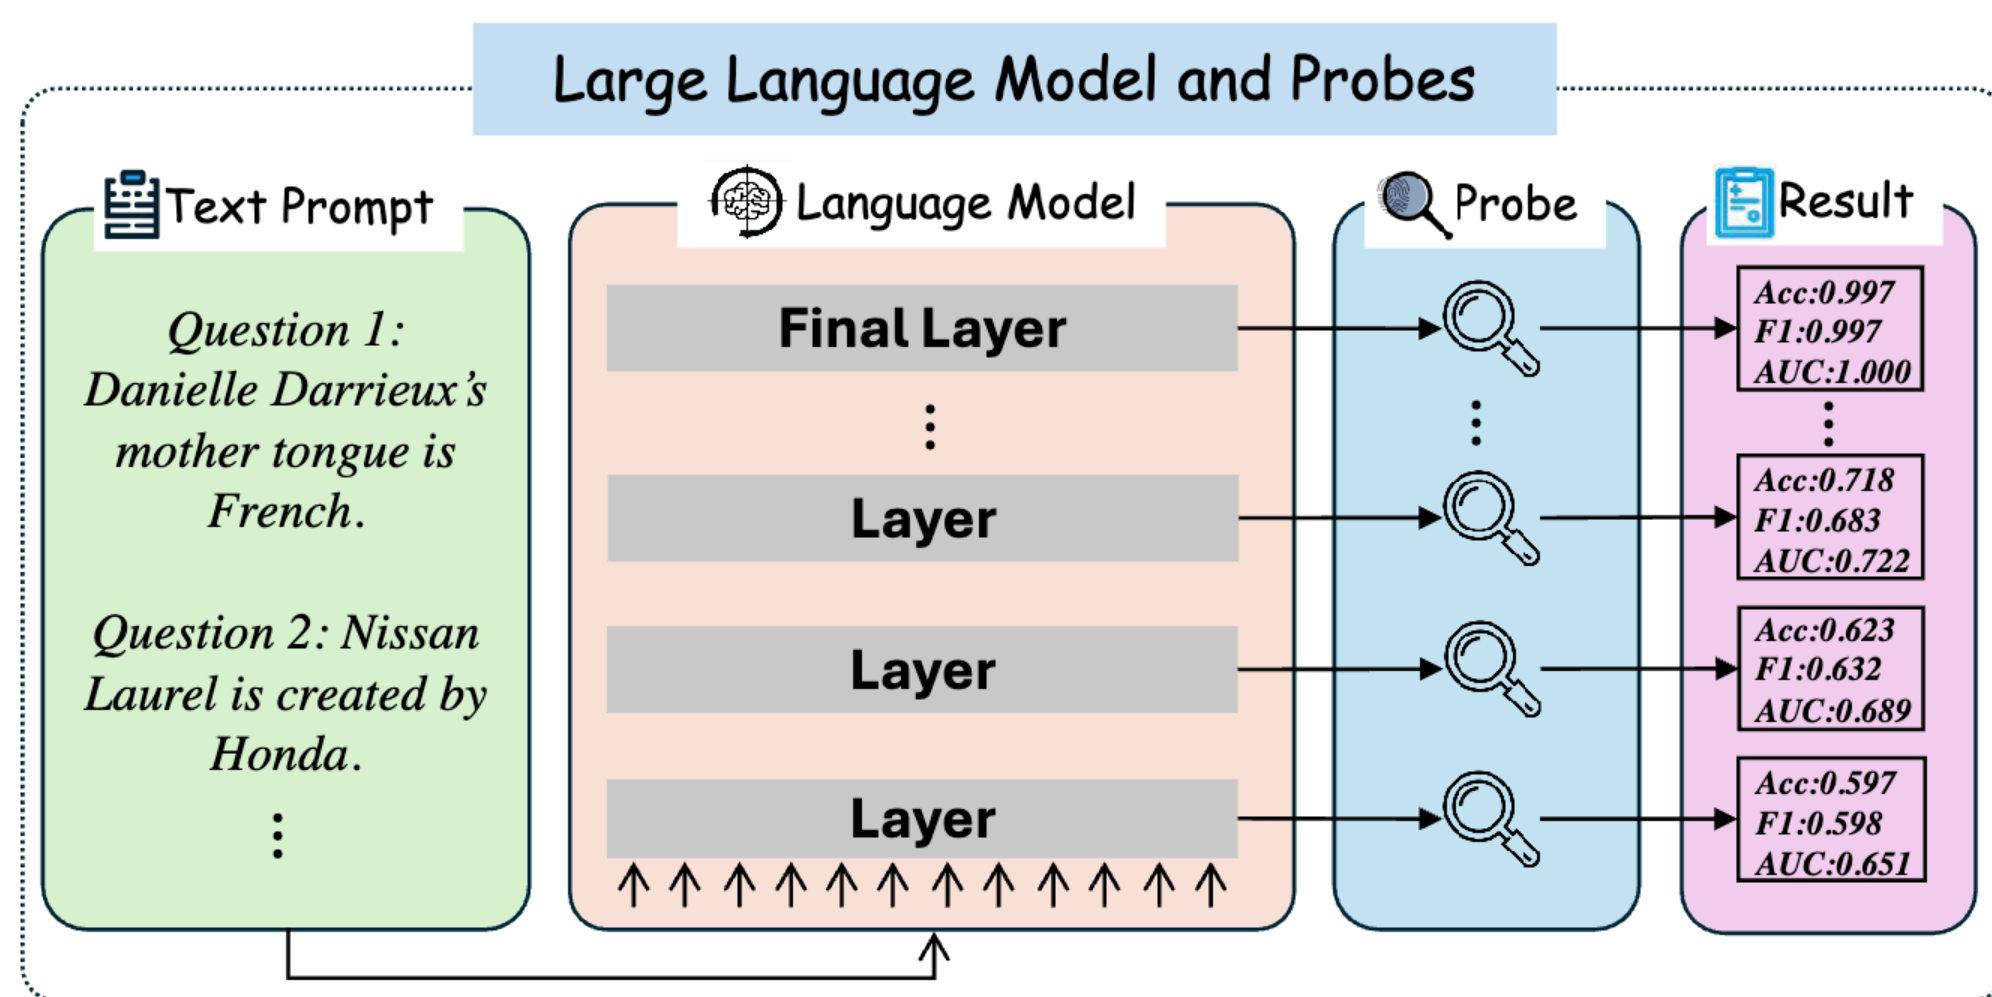 Large Language Model and Probes
Text Prompt
Question 1:
Danielle Darrieux’s
mother tongue is
French.
Question 2: Nissan
Laurel is created by
Honda.
Language Model
Final Layer
Layer
Layer
Layer
Probe
Result
Acc:0.997
F1:0.997
AUC:1.000
Acc:0.718
F1:0.683
AUC:0.722
Acc:0.623
F1:0.632
AUC:0.689
Acc:0.597
F1:0.598
AUC:0.651